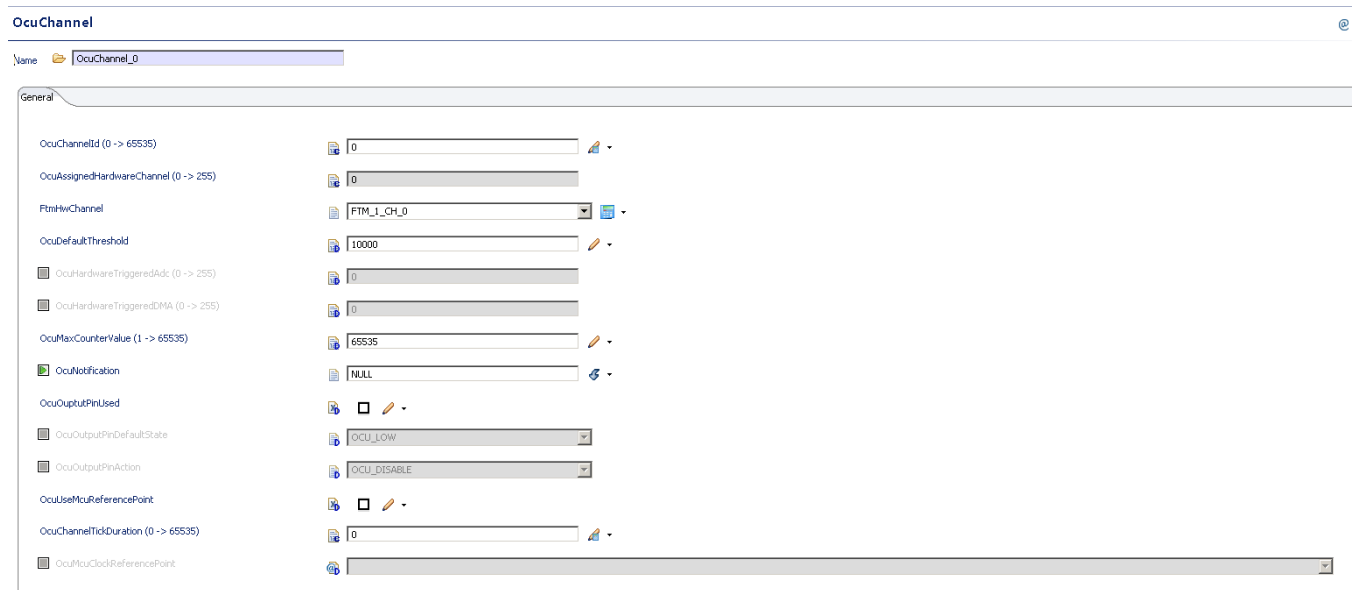 OcuChannel
@
Name OcuChannel_0
General
OcuChannelId (0 -> 65535) 0
OcuAssignedHardwareChannel (0 -> 255) 0
FtmHwChannel FTM_1_CH_0
OcuDefaultThreshold 10000
OcuHardwareTriggeredAdc (0 -> 255) 0
OcuHardwareTriggeredDMA (0 -> 255) 0
OcuMaxCounterValue (1 -> 65535) 65535
OcuNotification NULL
OcuOuptutPinUsed
OcuOutputPinDefaultState OCU_LOW
OcuOutputPinAction OCU_DISABLE
OcuUseMcuReferencePoint
OcuChannelTickDuration (0 -> 65535) 0
OcuMcuClockReferencePoint